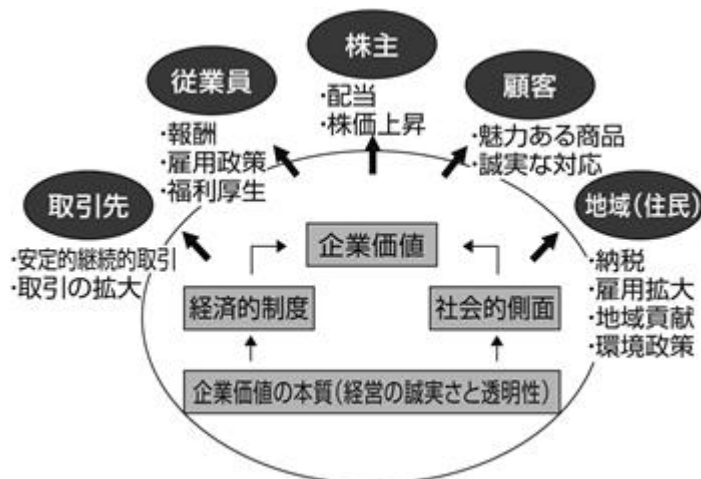 株主
・配当
・株価上昇
従業員
・報酬
・雇用政策
・福利厚生
顧客
・魅力ある商品
・誠実な対応
取引先
・安定的継続的取引
・取引の拡大
地域(住民)
・納税
・雇用拡大
・地域貢献
・環境政策
企業価値
経済的制度
社会的側面
企業価値の本質(経営の誠実さと透明性)